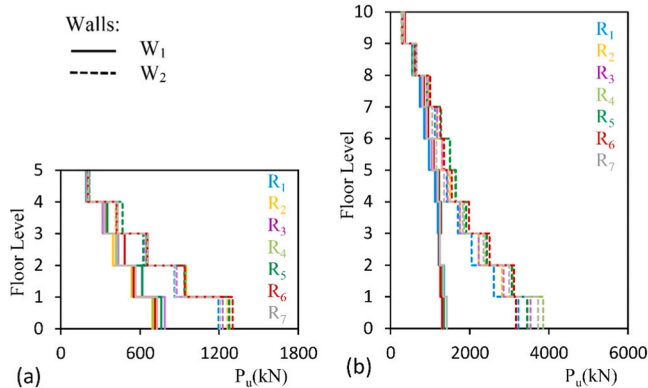 Walls:
W1
W2
5
4
3
2
1
0
Floor Level
R1
R2
R3
R4
R5
R6
R7
0
600
1200
1800
(a)
Pu(kN)
10
9
8
7
6
5
4
3
2
1
0
Floor Level
R1
R2
R3
R4
R5
R6
R7
0
2000
4000
6000
(b)
Pu(kN)